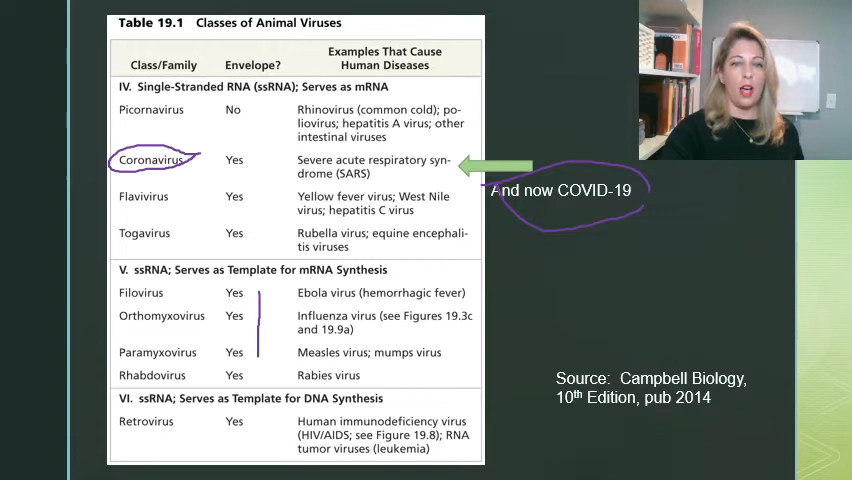 Table 19.1 Classes of Animal Viruses
Class/Family Envelope? Examples That Cause
Human Diseases
IV. Single-Stranded RNA (ssRNA); Serves as mRNA
Picornavirus No Rhinovirus (common cold); po-
liovirus; hepatitis A virus; other
intestinal viruses
Coronavirus Yes Severe acute respiratory syn-
drome (SARS)
And now COVID-19
Flavivirus Yes Yellow fever virus; West Nile
virus; hepatitis C virus
Togavirus Yes Rubella virus; equine encephali-
tis viruses
V. ssRNA; Serves as Template for mRNA Synthesis
Filovirus Yes Ebola virus (hemorrhagic fever)
Orthomyxovirus Yes Influenza virus (see Figures 19.3c
and 19.9a)
Paramyxovirus Yes Measles virus; mumps virus
Rhabdovirus Yes Rabies virus
VI. ssRNA; Serves as Template for DNA Synthesis
Retrovirus Yes Human immunodeficiency virus
(HIV/AIDS; see Figure 19.8); RNA
tumor viruses (leukemia)
Source: Campbell Biology,
10th Edition, pub 2014